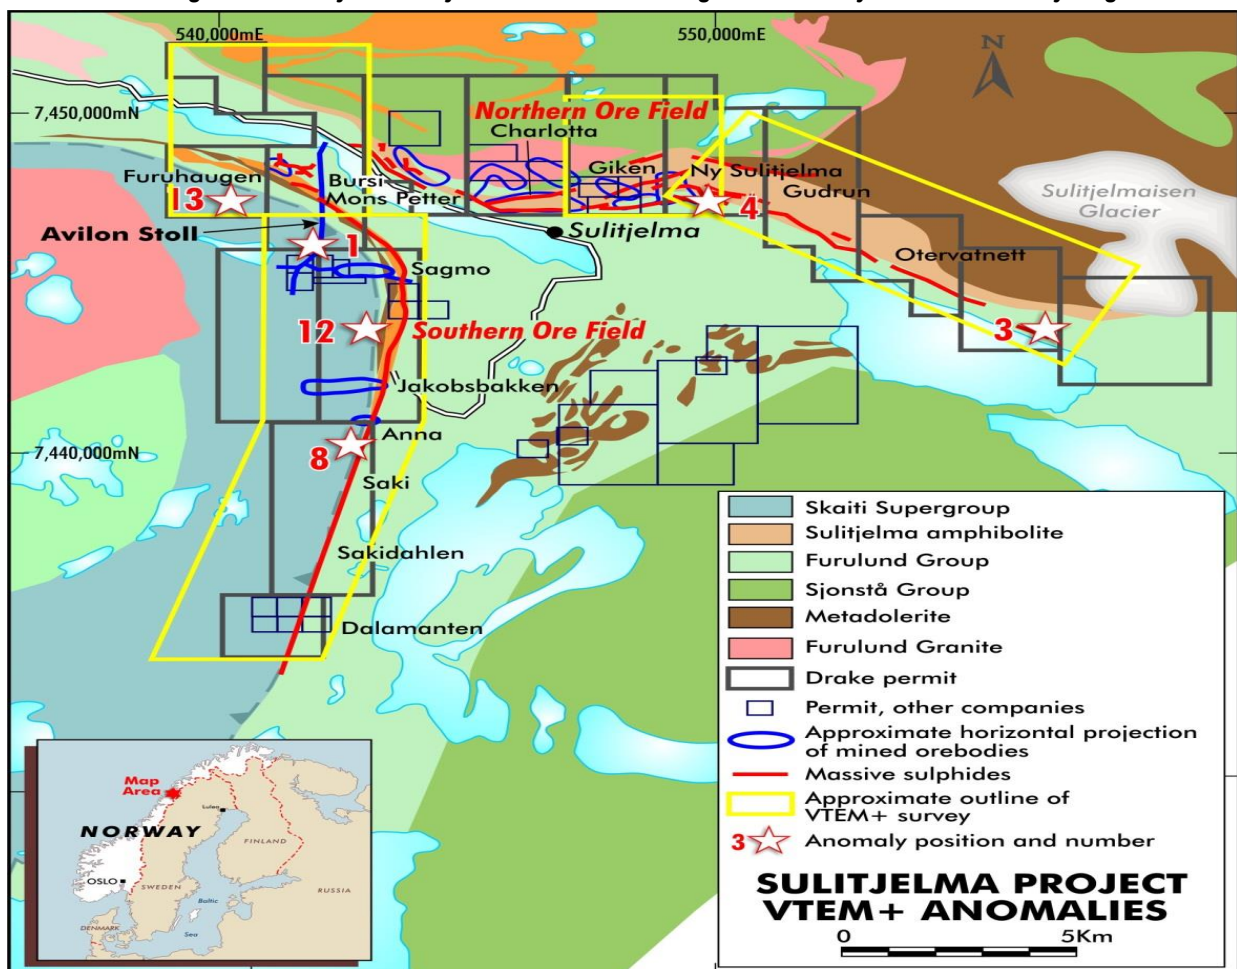 540,000mE
550,000mE
N
7,450,000mN
Northern Ore Field
Charlotta
Furuhaugen
Bursi
Giken
Ny Sulitjelma
Mons Petter
Gudrun
Sulitjelmaisen
Glacier
13
4
Avilon Stoll
1
Sulitjelma
Sagmo
Otervatnett
12
Southern Ore Field
3
Jakobsbakken
Anna
7,440,000mN
8
Saki
Sakidahlen
Dalamanten
Skaiti Supergroup
Sulitjelma amphibolite
Furulund Group
Sjonstå Group
Metadolerite
Furulund Granite
Drake permit
Permit, other companies
Approximate horizontal projection
of mined orebodies
Massive sulphides
Approximate outline of
VTEM+ survey
3 Anomaly position and number
SULITJELMA PROJECT
VTEM+ ANOMALIES
0 5Km
Map
Area
Lulea
NORWAY
FINLAND
OSLO
SWEDEN
RUSSIA
Baltic
Sea
DENMARK